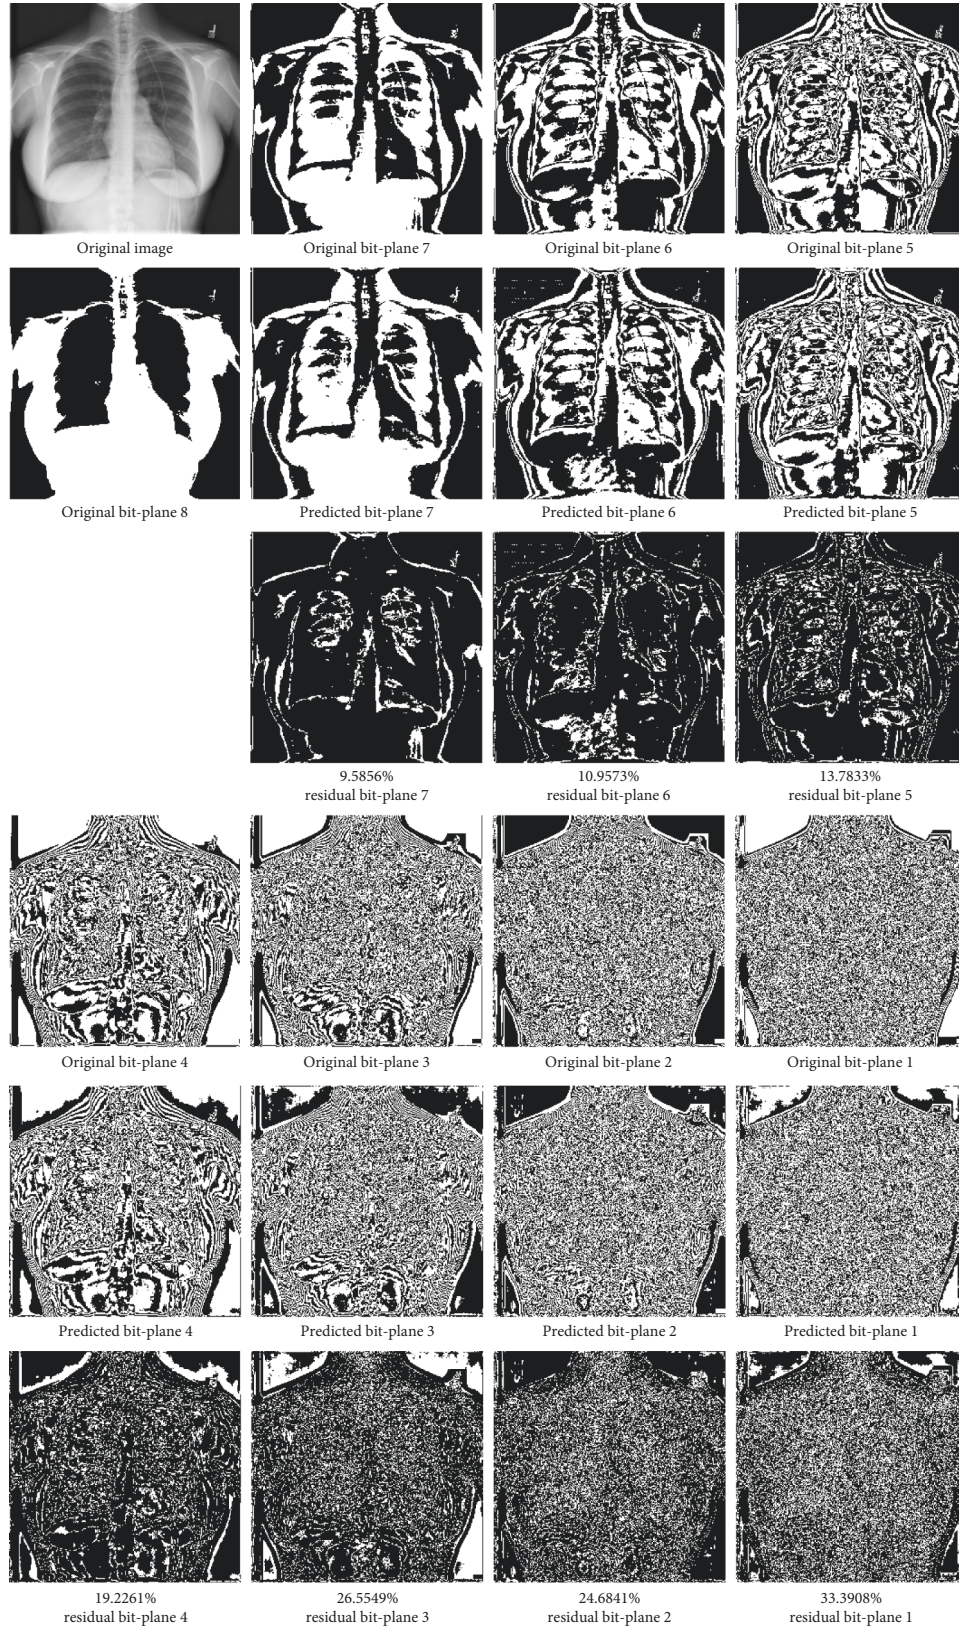 Original image
Original bit-plane 7
Original bit-plane 6
Original bit-plane 5
Original bit-plane 8
Predicted bit-plane 7
Predicted bit-plane 6
Predicted bit-plane 5
9.5856%
residual bit-plane 7
10.9573%
residual bit-plane 6
13.7833%
residual bit-plane 5
Original bit-plane 4
Original bit-plane 3
Original bit-plane 2
Original bit-plane 1
Predicted bit-plane 4
Predicted bit-plane 3
Predicted bit-plane 2
Predicted bit-plane 1
19.2261%
residual bit-plane 4
26.5549%
residual bit-plane 3
24.6841%
residual bit-plane 2
33.3908%
residual bit-plane 1